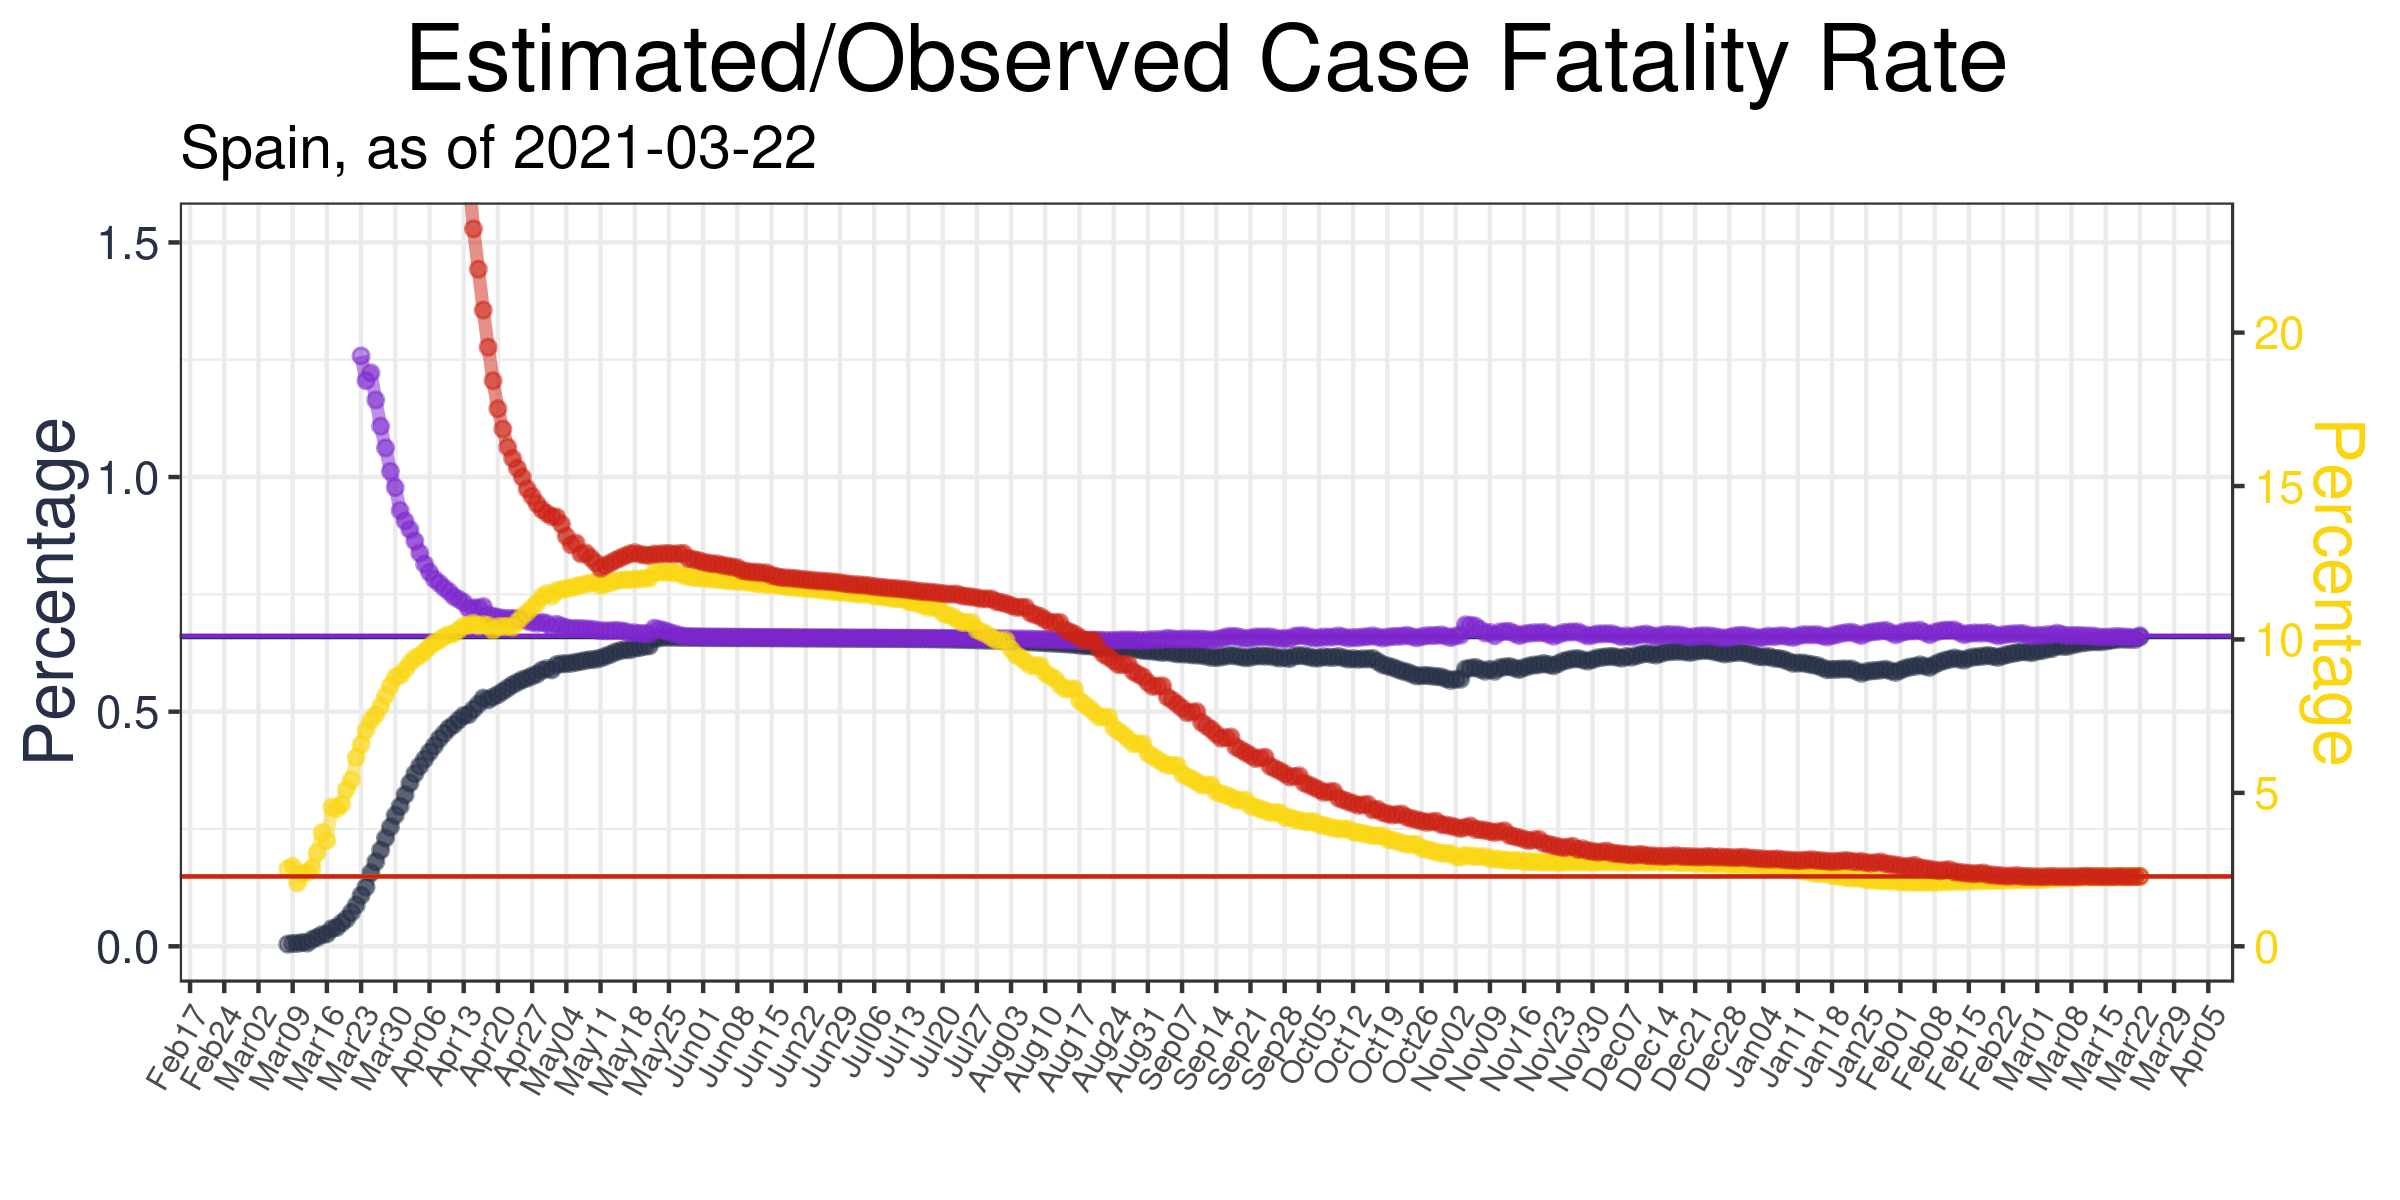 Estimated/Observed Case Fatality Rate
Spain, as of 2021-03-22
Percentage
1.5
1.0
0.5
0.0
20
15
10
5
0
Percentage
Feb17 Feb24 Mar02 Mar09 Mar16 Mar23 Mar30 Apr06 Apr13 Apr20 Apr27 May04 May11 May18 May25 Jun01 Jun08 Jun15 Jun22 Jun29 Jul06 Jul13 Jul20 Jul27 Aug03 Aug10 Aug17 Aug24 Aug31 Sep07 Sep14 Sep21 Sep28 Oct05 Oct12 Oct19 Oct26 Nov02 Nov09 Nov16 Nov23 Nov30 Dec07 Dec14 Dec21 Dec28 Jan04 Jan11 Jan18 Jan25 Feb01 Feb08 Feb15 Feb22 Mar01 Mar08 Mar15 Mar22 Mar29 Apr05